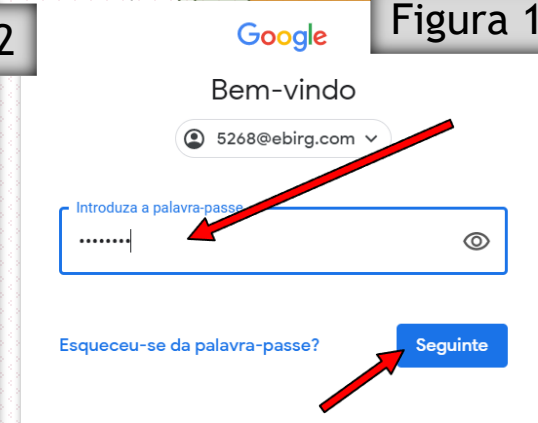 2
Figura 1
Google
Bem-vindo
5268@ebirg.com
Introduza a palavra-passe
••••••••
Esqueceu-se da palavra-passe?
Seguinte